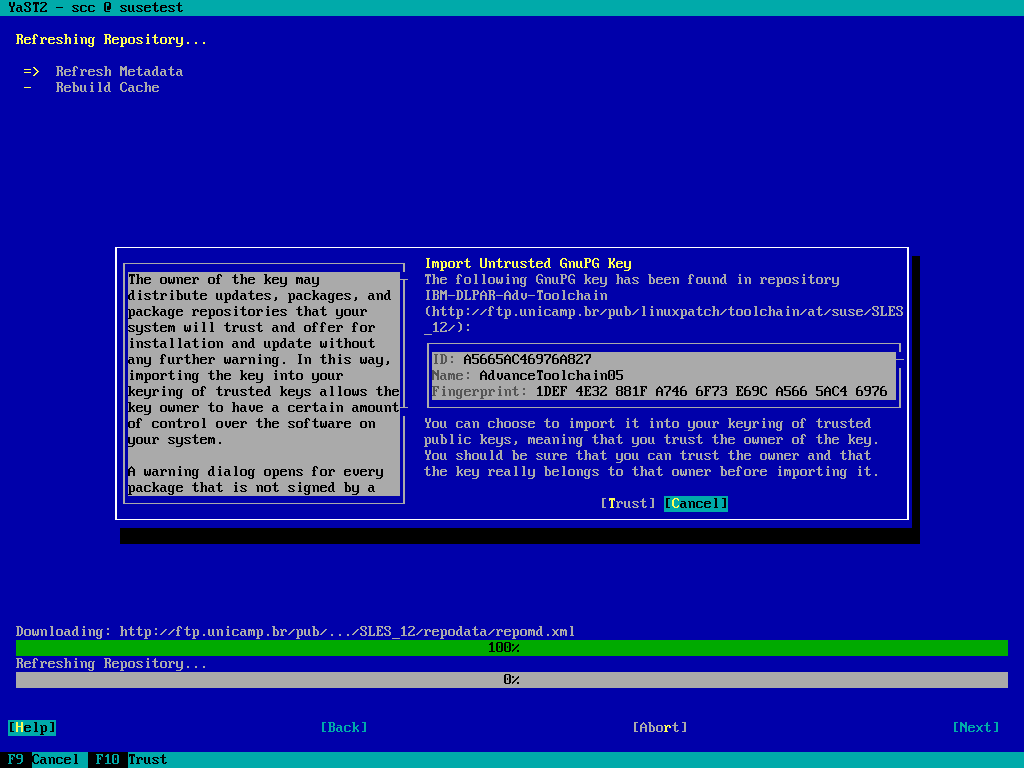 YaST2 - scc @ susetest
Refreshing Repository...
=> Refresh Metadata
- Rebuild Cache
The owner of the key may
distribute updates, packages, and
package repositories that your
system will trust and offer for
installation and update without
any further warning. In this way,
importing the key into your
keyring of trusted keys allows the
key owner to have a certain amount
of control over the software on
your system.
A warning dialog opens for every
package that is not signed by a
Import Untrusted GnuPG Key
The following GnuPG key has been found in repository
IBM-DLPAR-Adv-Toolchain
(http://ftp.unicamp.br/pub/linuxpatch/toolchain/at/suse/SLES
_12/):
ID: A5665AC46976A827
Name: AdvanceToolchain05
Fingerprint: 1DEF 4E32 881F A746 6F73 E69C A566 5AC4 6976
You can choose to import it into your keyring of trusted
public keys, meaning that you trust the owner of the key.
You should be sure that you can trust the owner and that
the key really belongs to that owner before importing it.
[Trust] [Cancel]
Downloading: http://ftp.unicamp.br/pub/.../SLES_12/repodata/repomd.xml
100%
Refreshing Repository...
0%
[Help] [Back] [Abort] [Next]
F9 Cancel F10 Trust